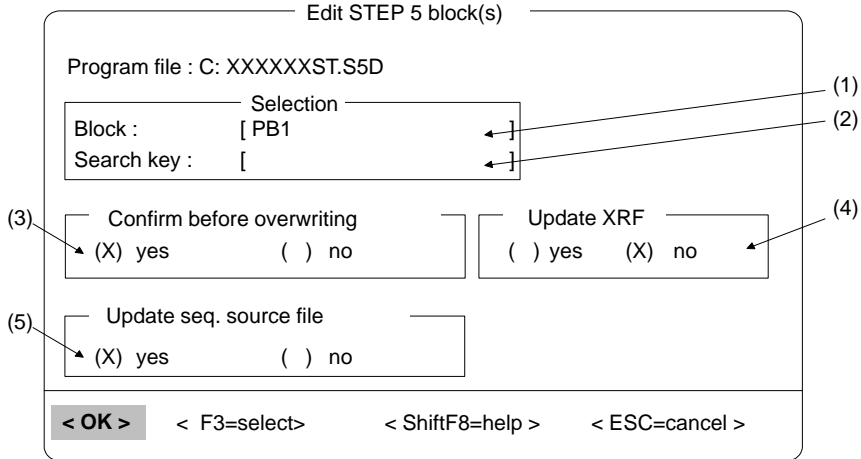 Edit STEP 5 block(s)
Program file : C: XXXXXXST.S5D
(1)
Selection
Block : [ PB1 ]
(2)
Search key : [ ]
(3)
Confirm before overwriting
Update XRF
(4)
(X) yes ( ) no
( ) yes (X) no
Update seq. source file
(5)
(X) yes ( ) no
< OK > < F3=select> < ShiftF8=help > < ESC=cancel >